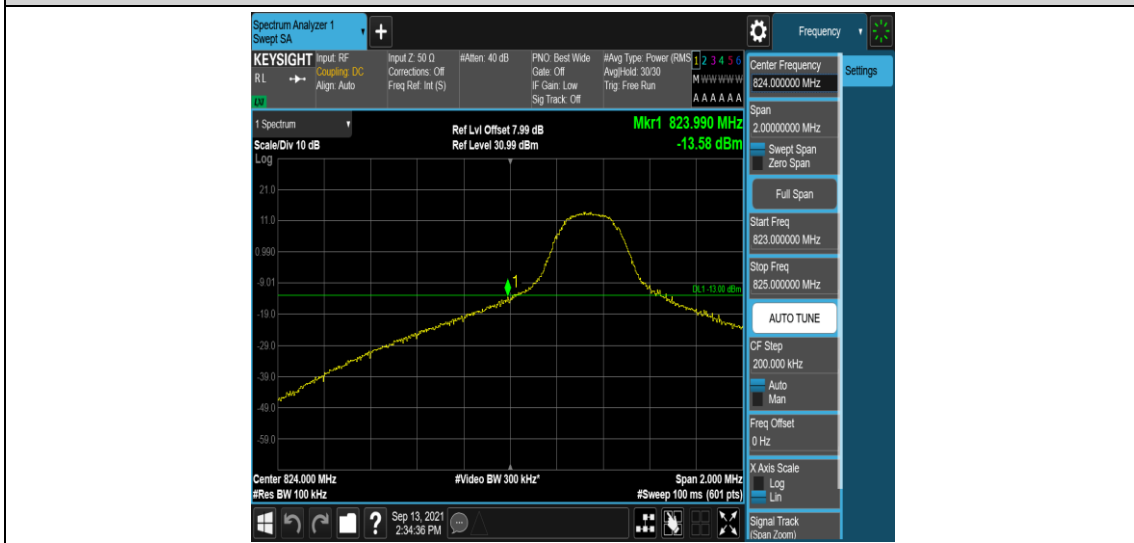 Spectrum Analyzer 1
Swept SA
+
Frequency
KEYSIGHT
RL
LXI
Input: RF
Coupling: DC
Align: Auto
Input Z: 50 Ω
Corrections: Off
Freq Ref: Int (S)
#Atten: 40 dB
PNO: Best Wide
Gate: Off
IF Gain: Low
Sig Track: Off
#Avg Type: Power (RMS
Avg|Hold: 30/30
Trig: Free Run
1 2 3 4 5 6
M W W W W W
A A A A A A
1 Spectrum
Scale/Div 10 dB
Log
Ref Lvl Offset 7.99 dB
Ref Level 30.99 dBm
Mkr1 823.990 MHz
-13.58 dBm
21.0
11.0
0.990
-9.01
-19.0
-29.0
-39.0
-49.0
-59.0
1
DL1 -13.00 dBm
Center 824.000 MHz
#Res BW 100 kHz
#Video BW 300 kHz*
Span 2.000 MHz
#Sweep 100 ms (601 pts)
Center Frequency
824.000000 MHz
Settings
Span
2.00000000 MHz
Swept Span
Zero Span
Full Span
Start Freq
823.000000 MHz
Stop Freq
825.000000 MHz
AUTO TUNE
CF Step
200.000 kHz
Auto
Man
Freq Offset
0 Hz
X Axis Scale
Log
Lin
Signal Track
(Span Zoom)
?
Sep 13, 2021
2:34:36 PM